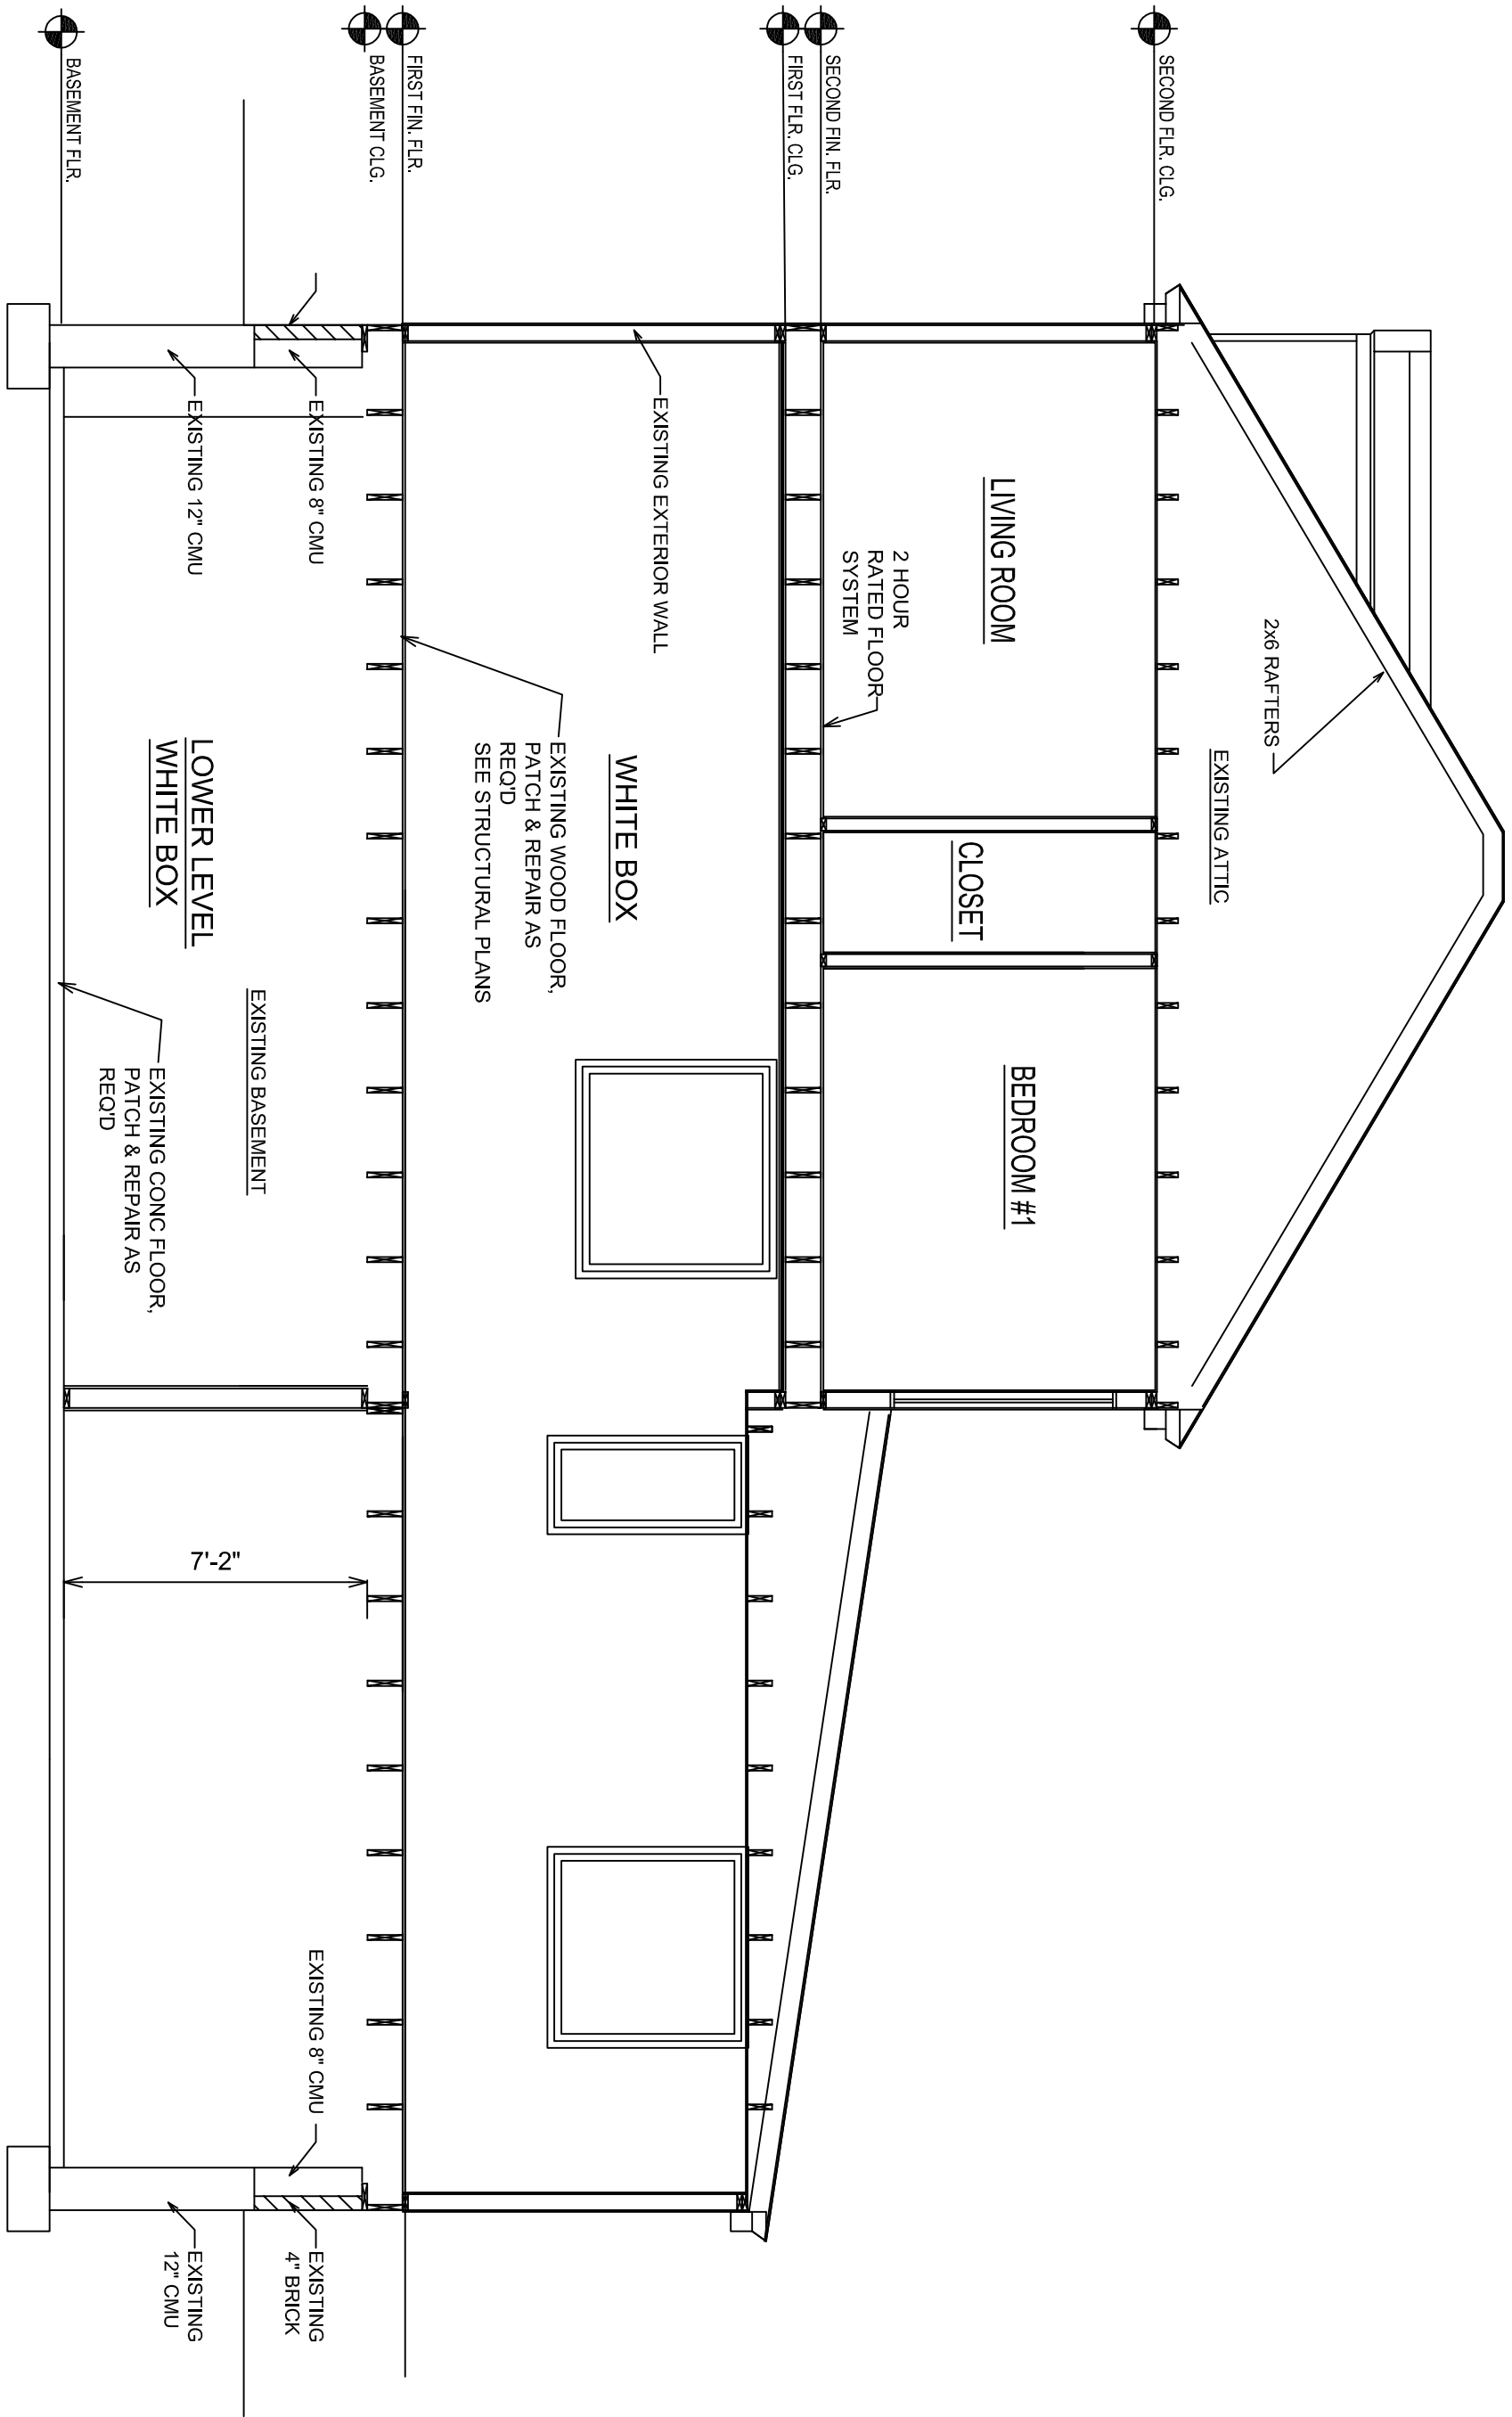 SECOND FLR. CLG.
SECOND FIN. FLR.
FIRST FLR. CLG.
FIRST FIN. FLR.
BASEMENT CLG.
BASEMENT FLR.
2x6 RAFTERS
EXISTING ATTIC
LIVING ROOM
CLOSET
BEDROOM #1
2 HOUR
RATED FLOOR
SYSTEM
EXISTING EXTERIOR WALL
WHITE BOX
EXISTING WOOD FLOOR,
PATCH & REPAIR AS
REQ'D
SEE STRUCTURAL PLANS
EXISTING 8" CMU
EXISTING 12" CMU
LOWER LEVEL
WHITE BOX
EXISTING BASEMENT
EXISTING CONC FLOOR,
PATCH & REPAIR AS
REQ'D
7'-2"
EXISTING 8" CMU
EXISTING
4" BRICK
EXISTING
12" CMU